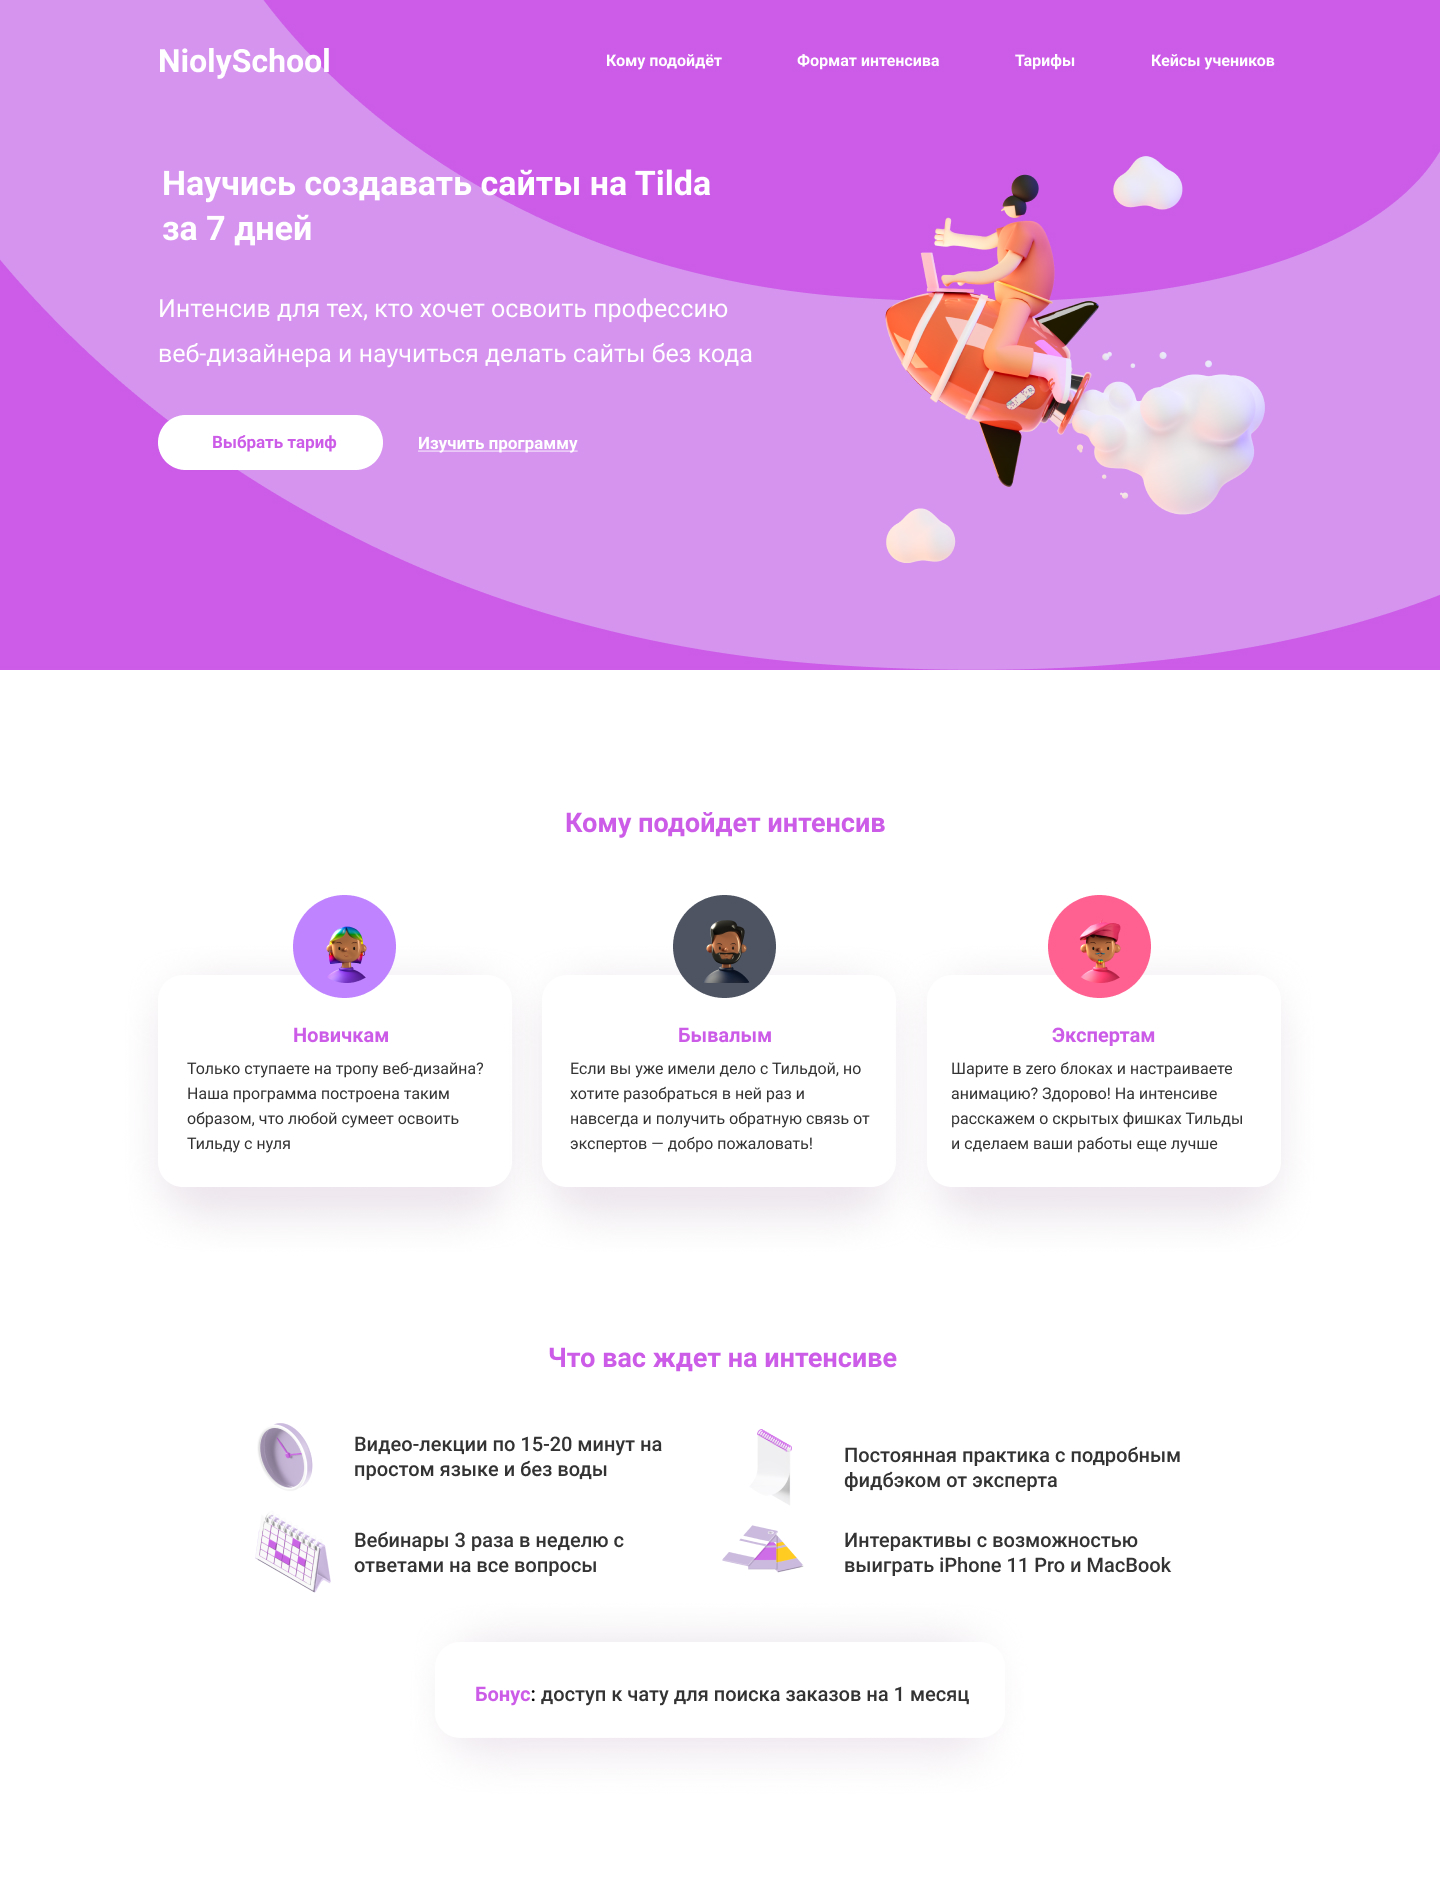 NiolySchool
Кому подойдёт
Формат интенсива
Тарифы
Кейсы учеников
Научись создавать сайты на Tilda
за 7 дней
Интенсив для тех, кто хочет освоить профессию
веб-дизайнера и научиться делать сайты без кода
Выбрать тариф
Изучить программу
Кому подойдет интенсив
Новичкам
Только ступаете на тропу веб-дизайна?
Наша программа построена таким
образом, что любой сумеет освоить
Тильду с нуля
Бывалым
Если вы уже имели дело с Тильдой, но
хотите разобраться в ней раз и
навсегда и получить обратную связь от
экспертов — добро пожаловать!
Экспертам
Шарите в zero блоках и настраиваете
анимацию? Здорово! На интенсиве
расскажем о скрытых фишках Тильды
и сделаем ваши работы еще лучше
Что вас ждет на интенсиве
Видео-лекции по 15-20 минут на
простом языке и без воды
Постоянная практика с подробным
фидбэком от эксперта
Вебинары 3 раза в неделю с
ответами на все вопросы
Интерактивы с возможностью
выиграть iPhone 11 Pro и MacBook
Бонус: доступ к чату для поиска заказов на 1 месяц